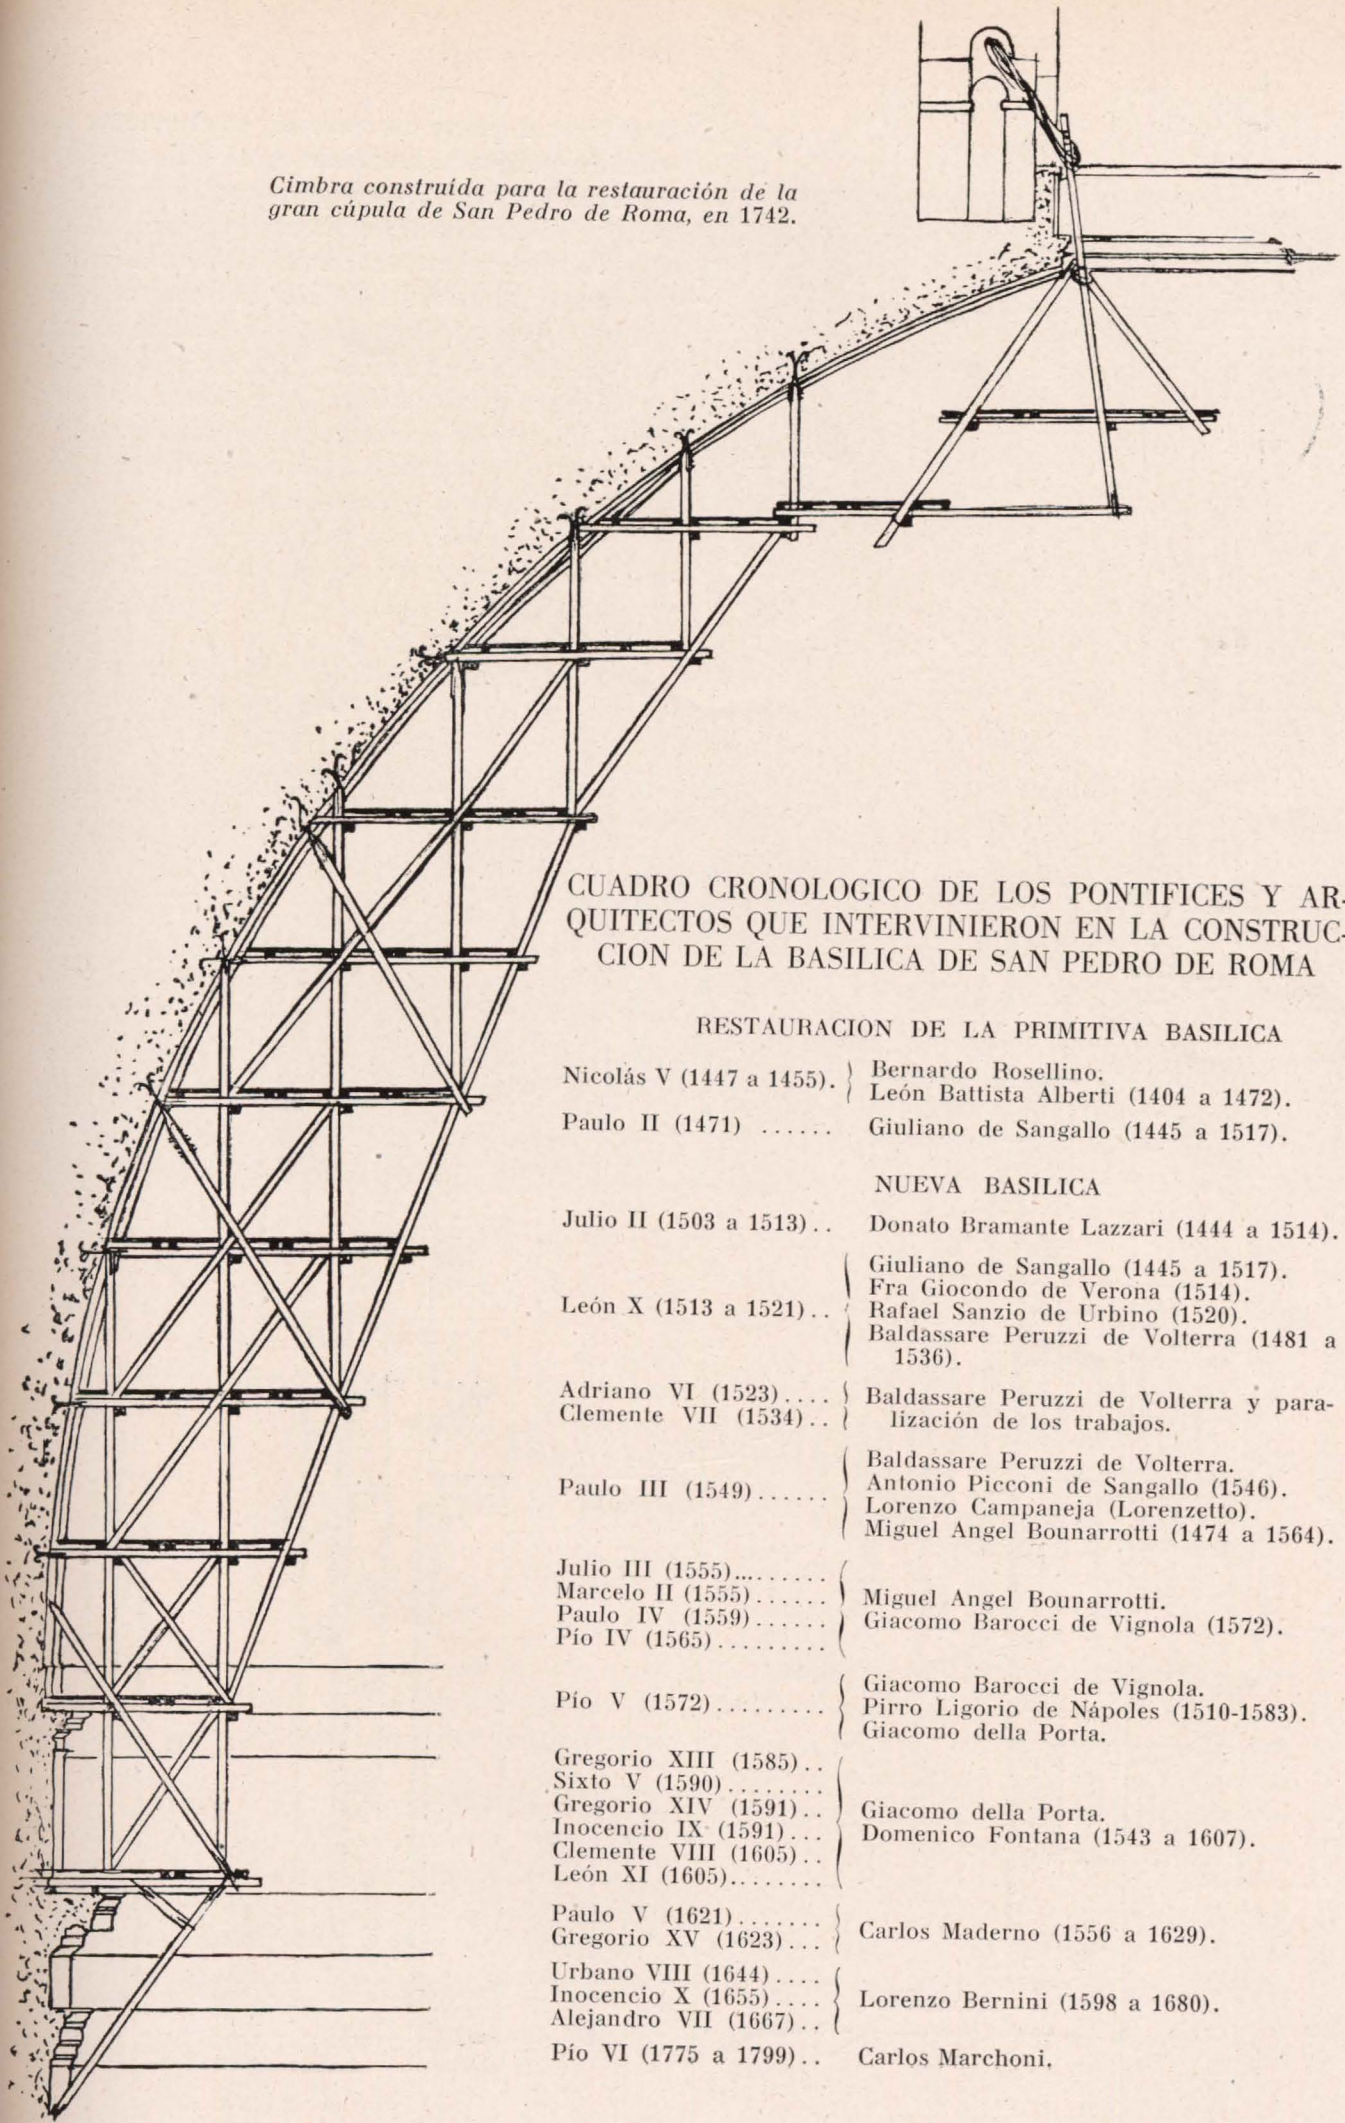 Cimbra construída para la restauración de la
gran cúpula de San Pedro de Roma, en 1742.
CUADRO CRONOLOGICO DE LOS PONTIFICES Y AR-
QUITECTOS QUE INTERVINIERON EN LA CONSTRUC-
CION DE LA BASILICA DE SAN PEDRO DE ROMA
RESTAURACION DE LA PRIMITIVA BASILICA
Nicolás V (1447 a 1455).
Bernardo Rosellino.
León Battista Alberti (1404 a 1472).
Paulo II (1471) ...... Giuliano de Sangallo (1445 a 1517).
NUEVA BASILICA
Julio II (1503 a 1513).. Donato Bramante Lazzari (1444 a 1514).
León X (1513 a 1521)..
Giuliano de Sangallo (1445 a 1517).
Fra Giocondo de Verona (1514).
Rafael Sanzio de Urbino (1520).
Baldassare Peruzzi de Volterra (1481 a
1536).
Adriano VI (1523)....
Clemente VII (1534)..
Baldassare Peruzzi de Volterra y para-
lización de los trabajos.
Paulo III (1549)......
Baldassare Peruzzi de Volterra.
Antonio Picconi de Sangallo (1546).
Lorenzo Campaneja (Lorenzetto).
Miguel Angel Bounarrotti (1474 a 1564).
Julio III (1555).........
Marcelo II (1555)......
Paulo IV (1559)......
Pío IV (1565).........
Miguel Angel Bounarrotti.
Giacomo Barocci de Vignola (1572).
Pío V (1572).........
Giacomo Barocci de Vignola.
Pirro Ligorio de Nápoles (1510-1583).
Giacomo della Porta.
Gregorio XIII (1585)..
Sixto V (1590)........
Gregorio XIV (1591)..
Inocencio IX (1591)...
Clemente VIII (1605)..
León XI (1605)........
Giacomo della Porta.
Domenico Fontana (1543 a 1607).
Paulo V (1621).......
Gregorio XV (1623)...
Carlos Maderno (1556 a 1629).
Urbano VIII (1644)....
Inocencio X (1655)....
Alejandro VII (1667)..
Lorenzo Bernini (1598 a 1680).
Pío VI (1775 a 1799).. Carlos Marchoni.